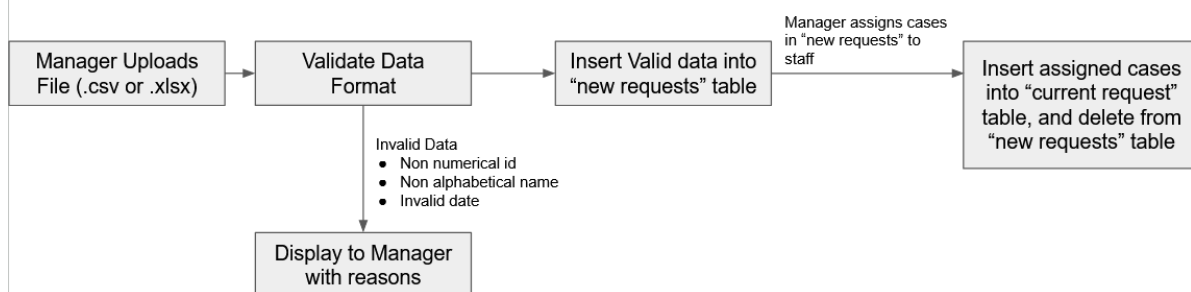 Manager Uploads
File (.csv or .xlsx)
Validate Data
Format
Insert Valid data into
“new requests” table
Manager assigns cases
in “new requests” to
staff
Insert assigned cases
into “current request”
table, and delete from
“new requests” table
Invalid Data
● Non numerical id
● Non alphabetical name
● Invalid date
Display to Manager
with reasons